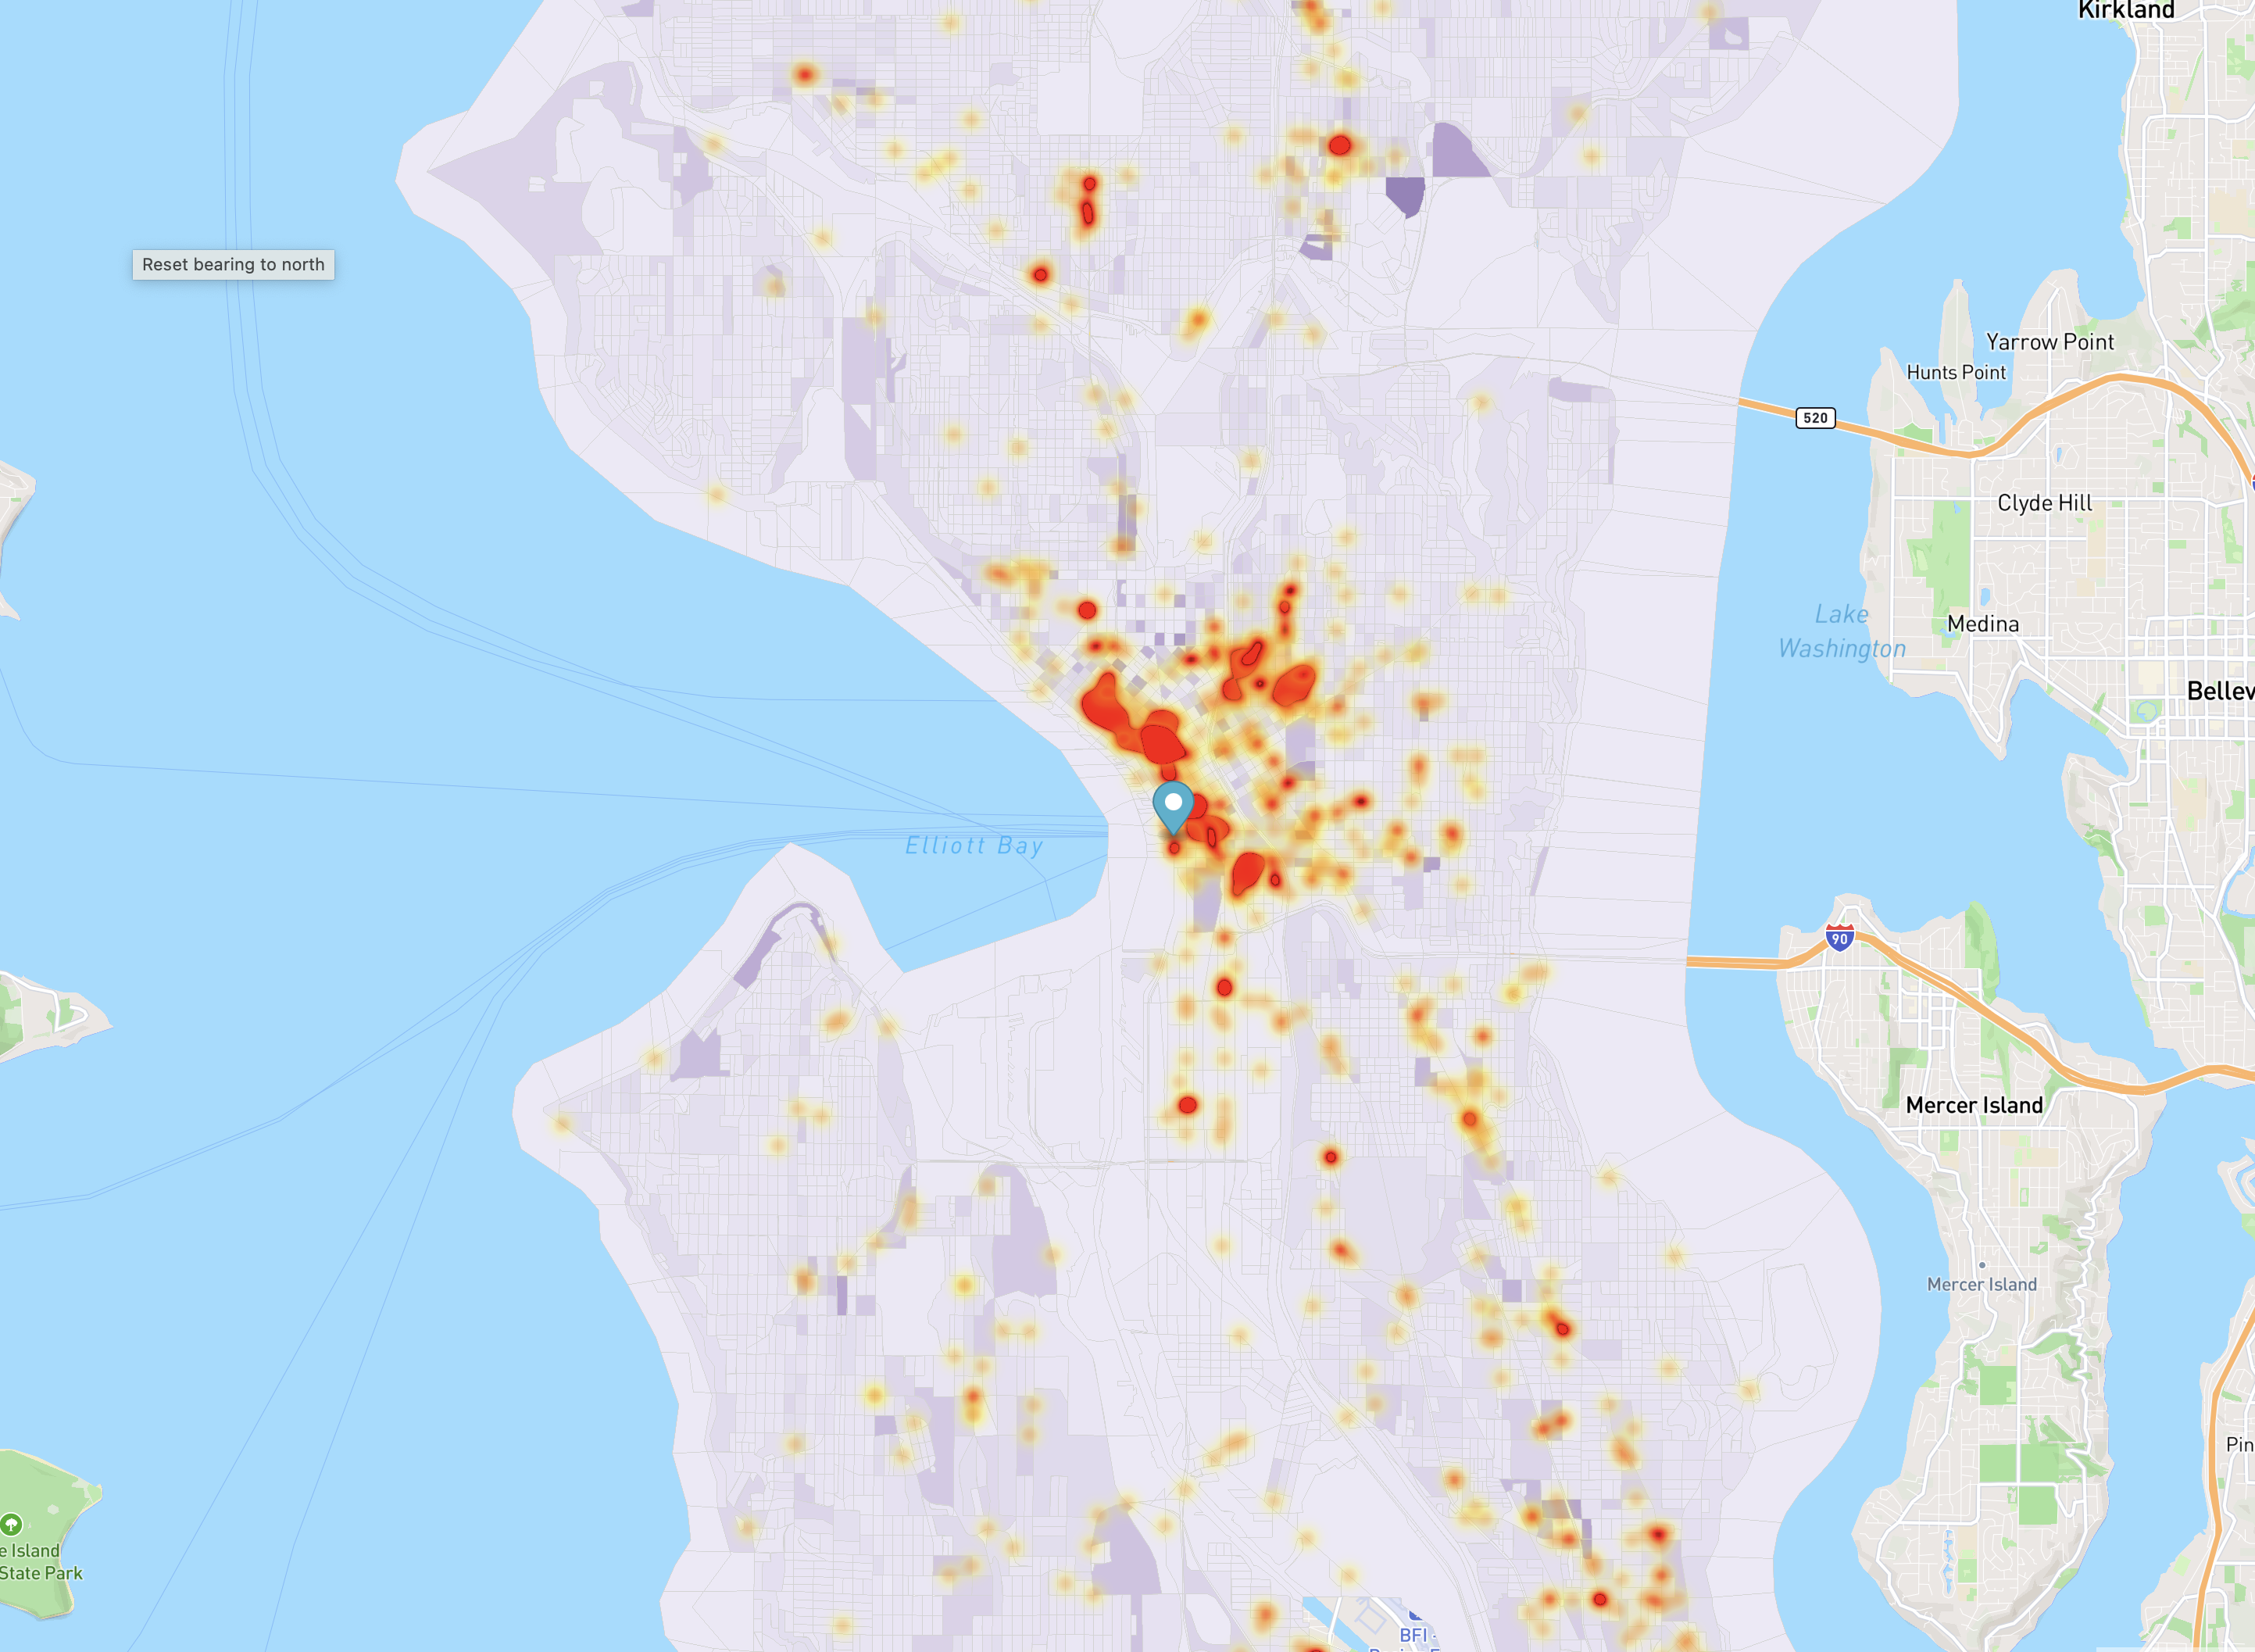 Kirkland
Reset bearing to north
Yarrow Point
Hunts Point
520
Clyde Hill
Lake
Washington
Medina
Bellev
Elliott Bay
90
Mercer Island
Mercer Island
Pin
e Island
State Park
BFI -